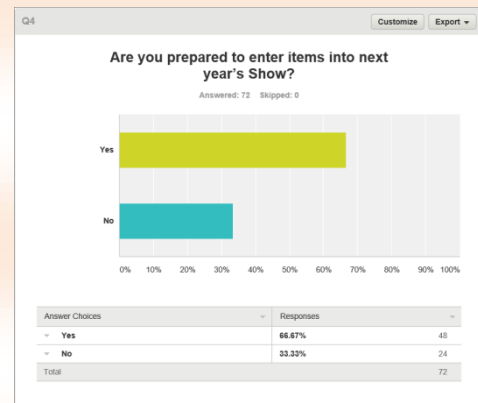 Q4
Customize Export
Are you prepared to enter items into next
year's Show?
Answered: 72 Skipped: 0
Yes
No
0% 10% 20% 30% 40% 50% 60% 70% 80% 90% 100%
Answer Choices Responses
Yes 66.67% 48
No 33.33% 24
Total 72